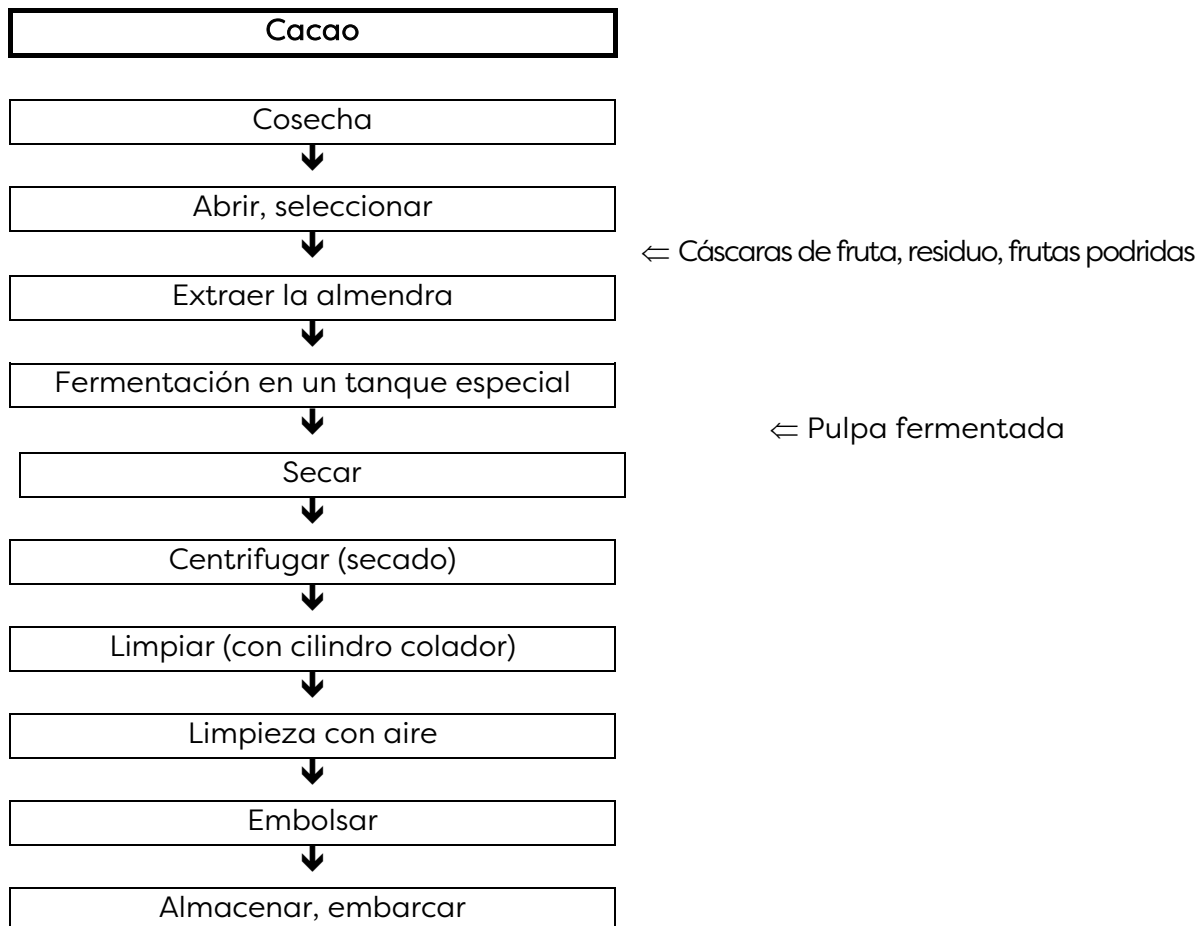 Cacao
Cosecha
Abrir, seleccionar
⇐ Cáscaras de fruta, residuo, frutas podridas
Extraer la almendra
Fermentación en un tanque especial
⇐ Pulpa fermentada
Secar
Centrifugar (secado)
Limpiar (con cilindro colador)
Limpieza con aire
Embolsar
Almacenar, embarcar